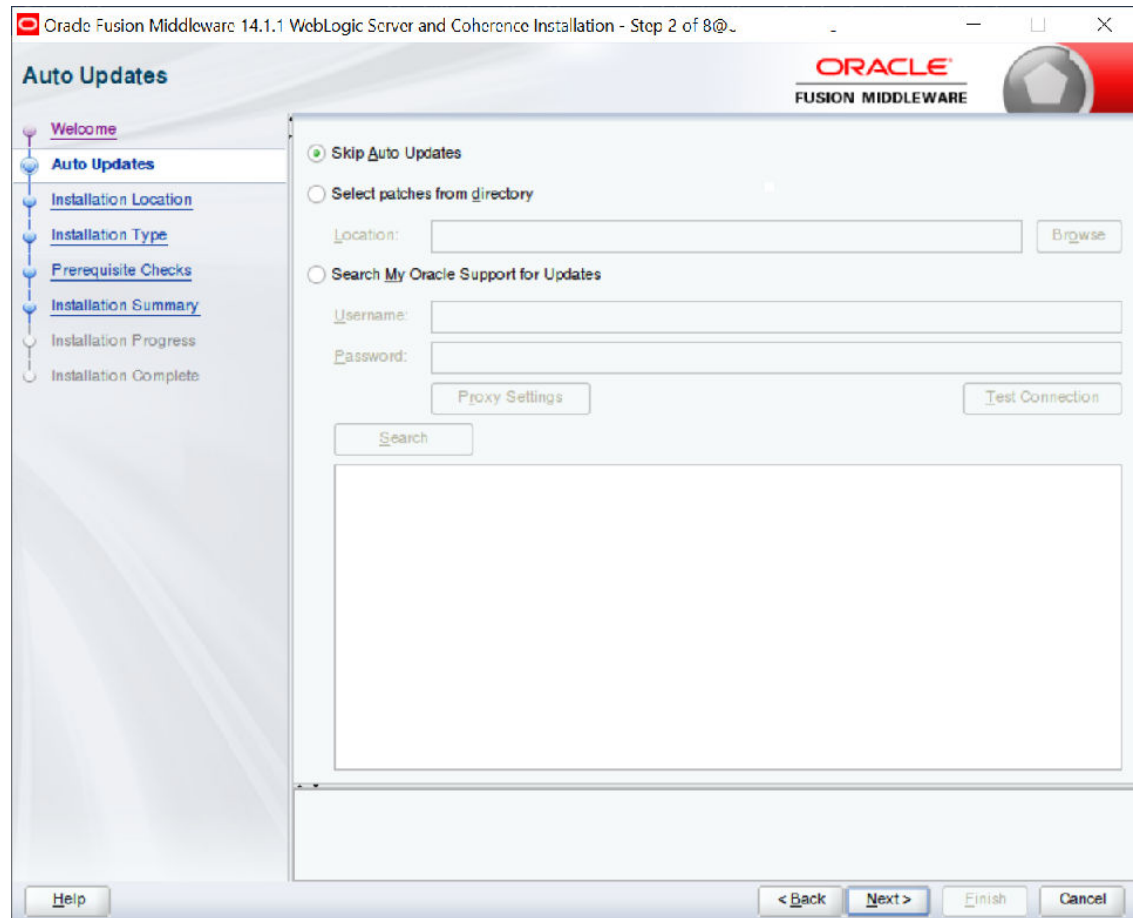 Oracle Fusion Middleware 14.1.1 WebLogic Server and Coherence Installation - Step 2 of 8@
Auto Updates
ORACLE
FUSION MIDDLEWARE
Welcome
Auto Updates
Installation Location
Installation Type
Prerequisite Checks
Installation Summary
Installation Progress
Installation Complete
Skip Auto Updates
Select patches from directory
Location:
Browse
Search My Oracle Support for Updates
Username:
Password:
Proxy Settings
Test Connection
Search
Help
< Back
Next >
Finish
Cancel